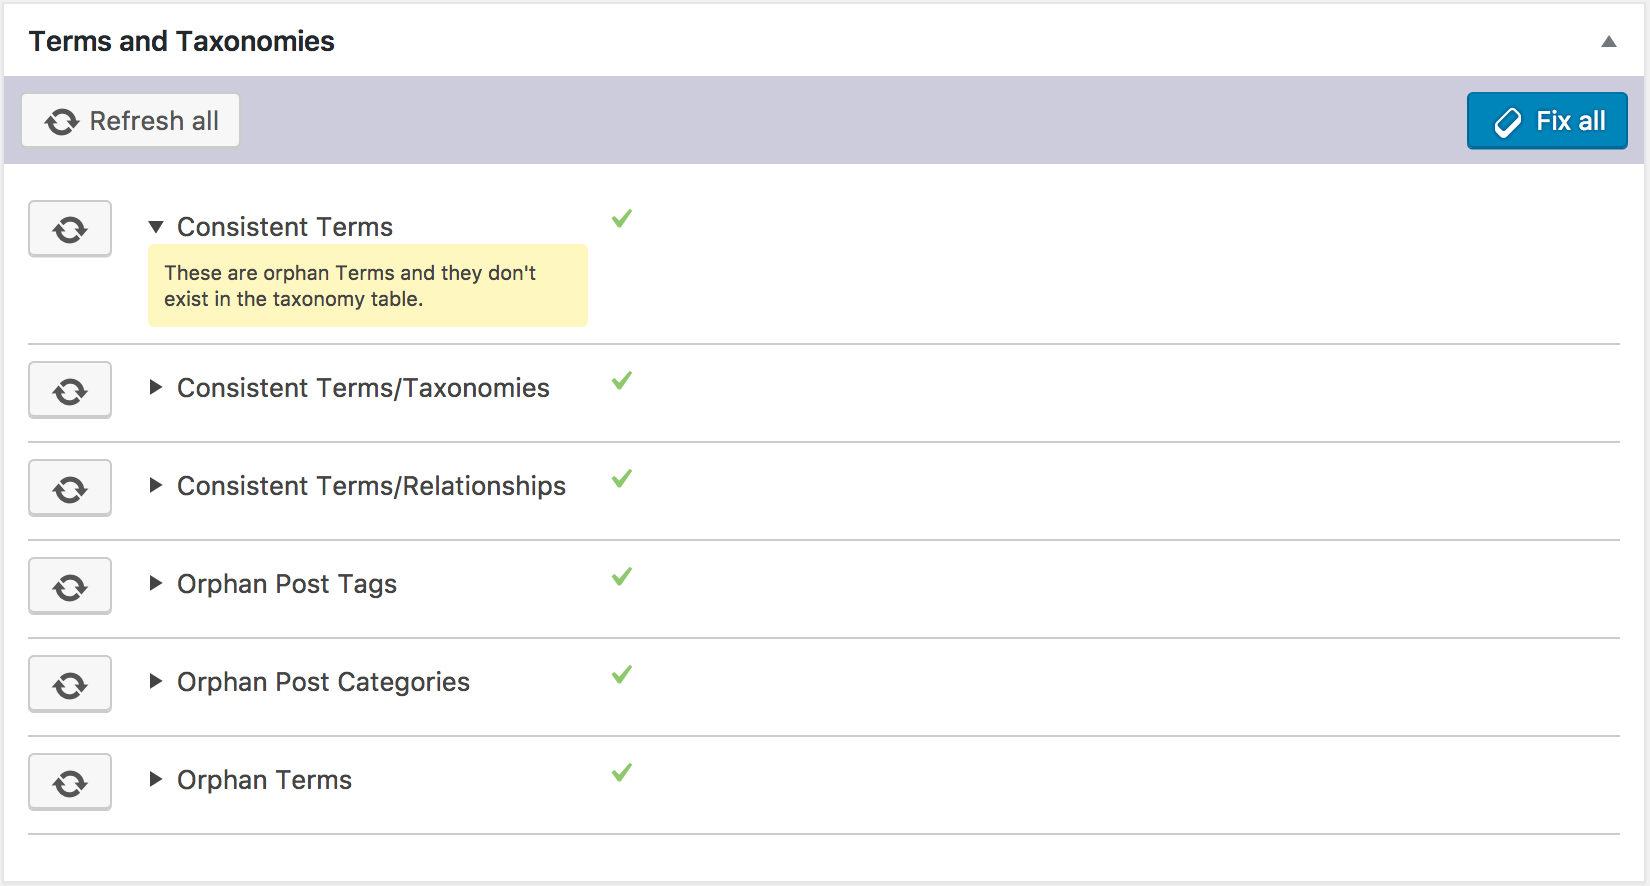 Terms and Taxonomies
Refresh all
Fix all
Consistent Terms
These are orphan Terms and they don't
exist in the taxonomy table.
Consistent Terms/Taxonomies
Consistent Terms/Relationships
Orphan Post Tags
Orphan Post Categories
Orphan Terms